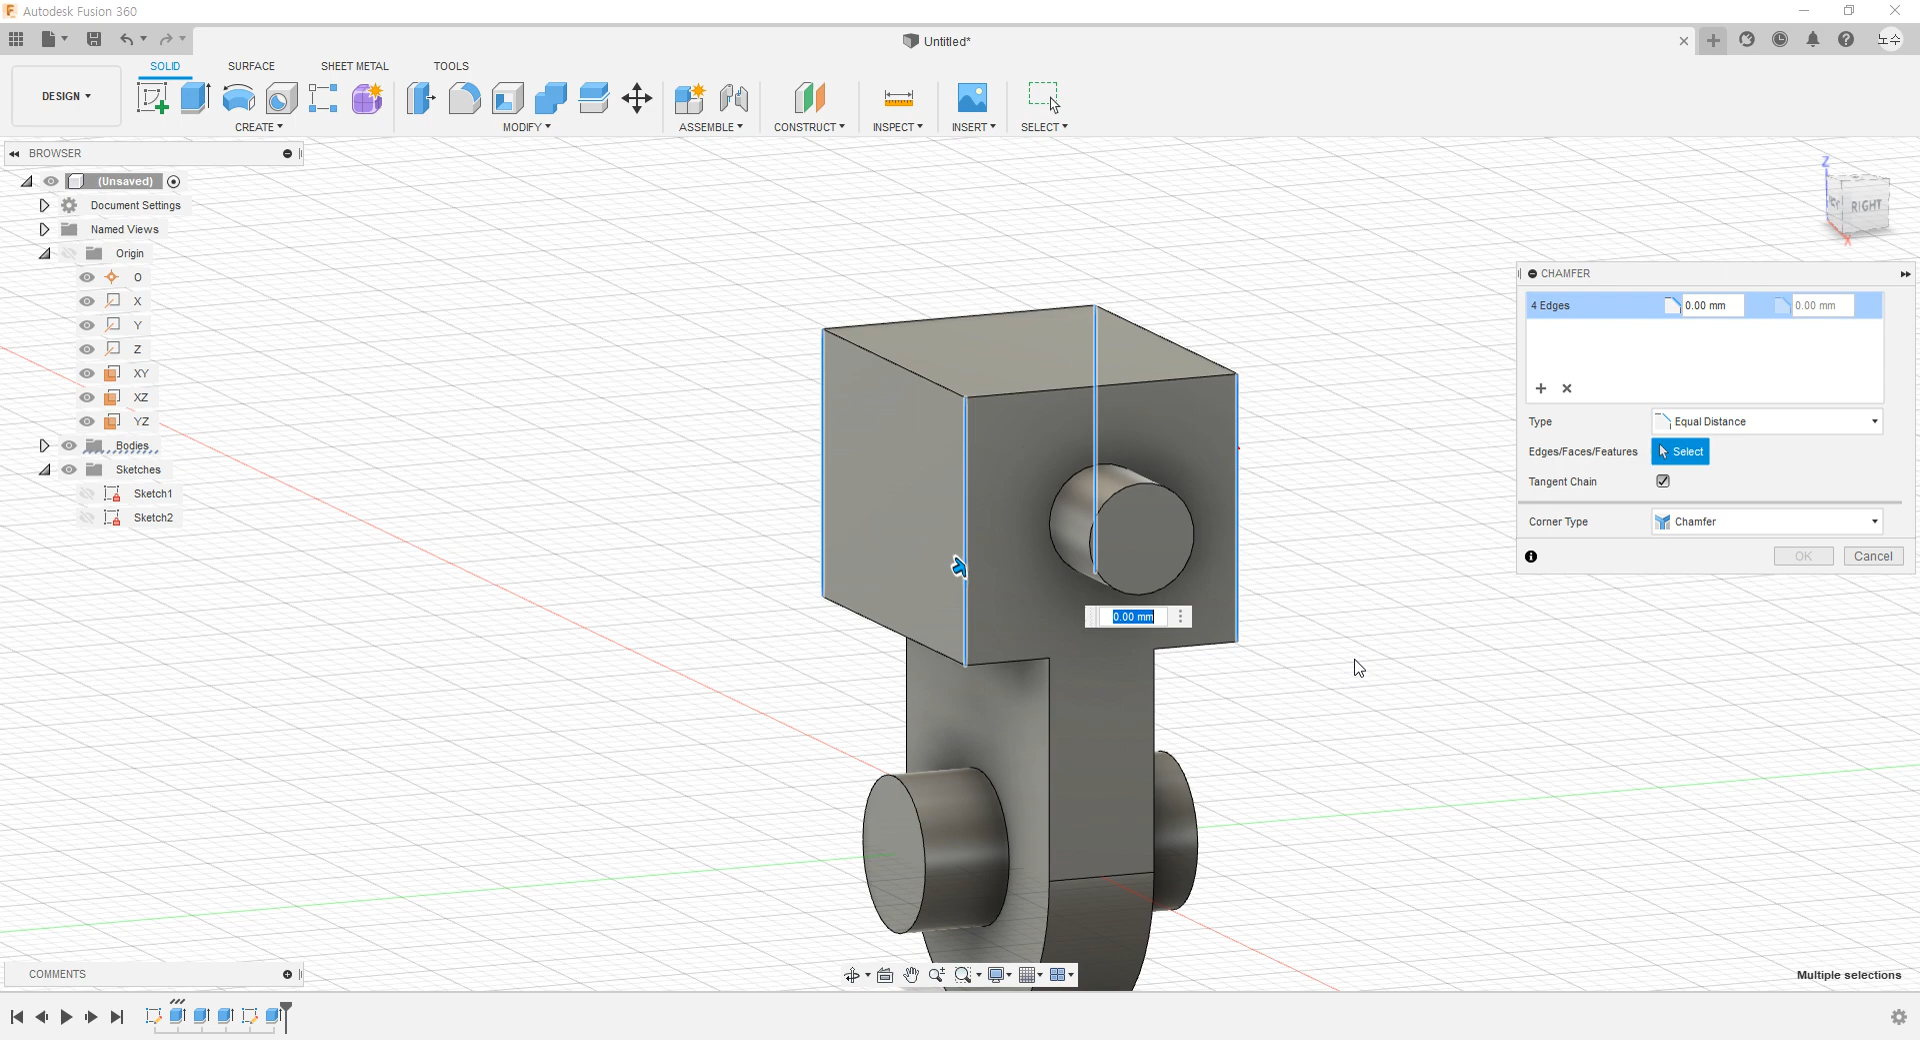 Autodesk Fusion 360
Untitled*
노수
SOLID SURFACE SHEET METAL TOOLS
DESIGN
CREATE MODIFY ASSEMBLE CONSTRUCT INSPECT INSERT SELECT
BROWSER
(Unsaved)
Document Settings
Named Views
Origin
O
X
Y
Z
XY
XZ
YZ
Bodies
Sketches
Sketch1
Sketch2
Z
RIGHT
X
CHAMFER
4 Edges 0.00 mm 0.00 mm
Type Equal Distance
Edges/Faces/Features Select
Tangent Chain
Corner Type Chamfer
OK Cancel
0.00 mm
COMMENTS
Multiple selections